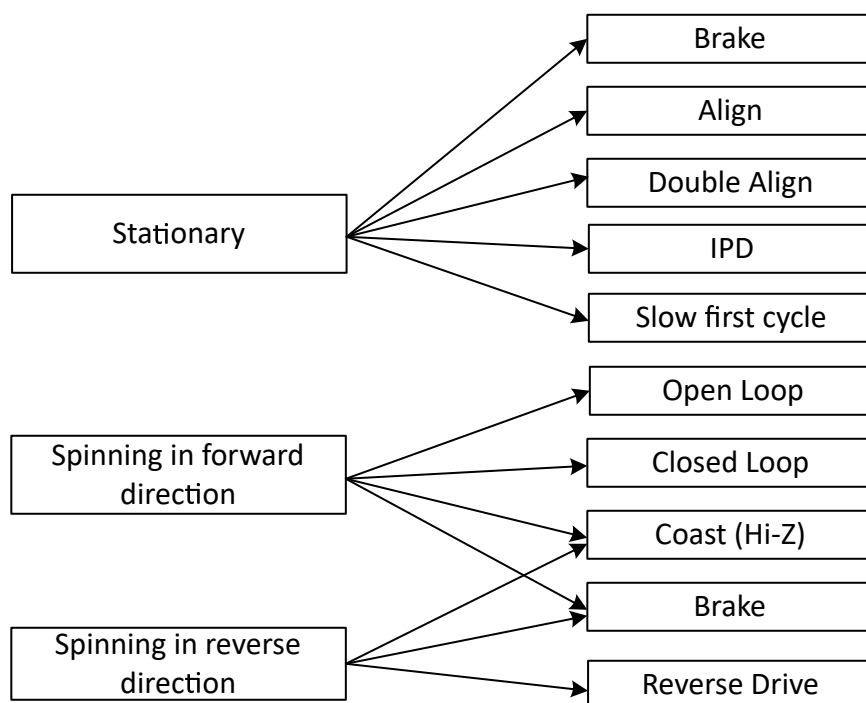 Brake
Align
Double Align
Stationary
IPD
Slow first cycle
Open Loop
Spinning in forward
direction
Closed Loop
Coast (Hi-Z)
Brake
Spinning in reverse
direction
Reverse Drive